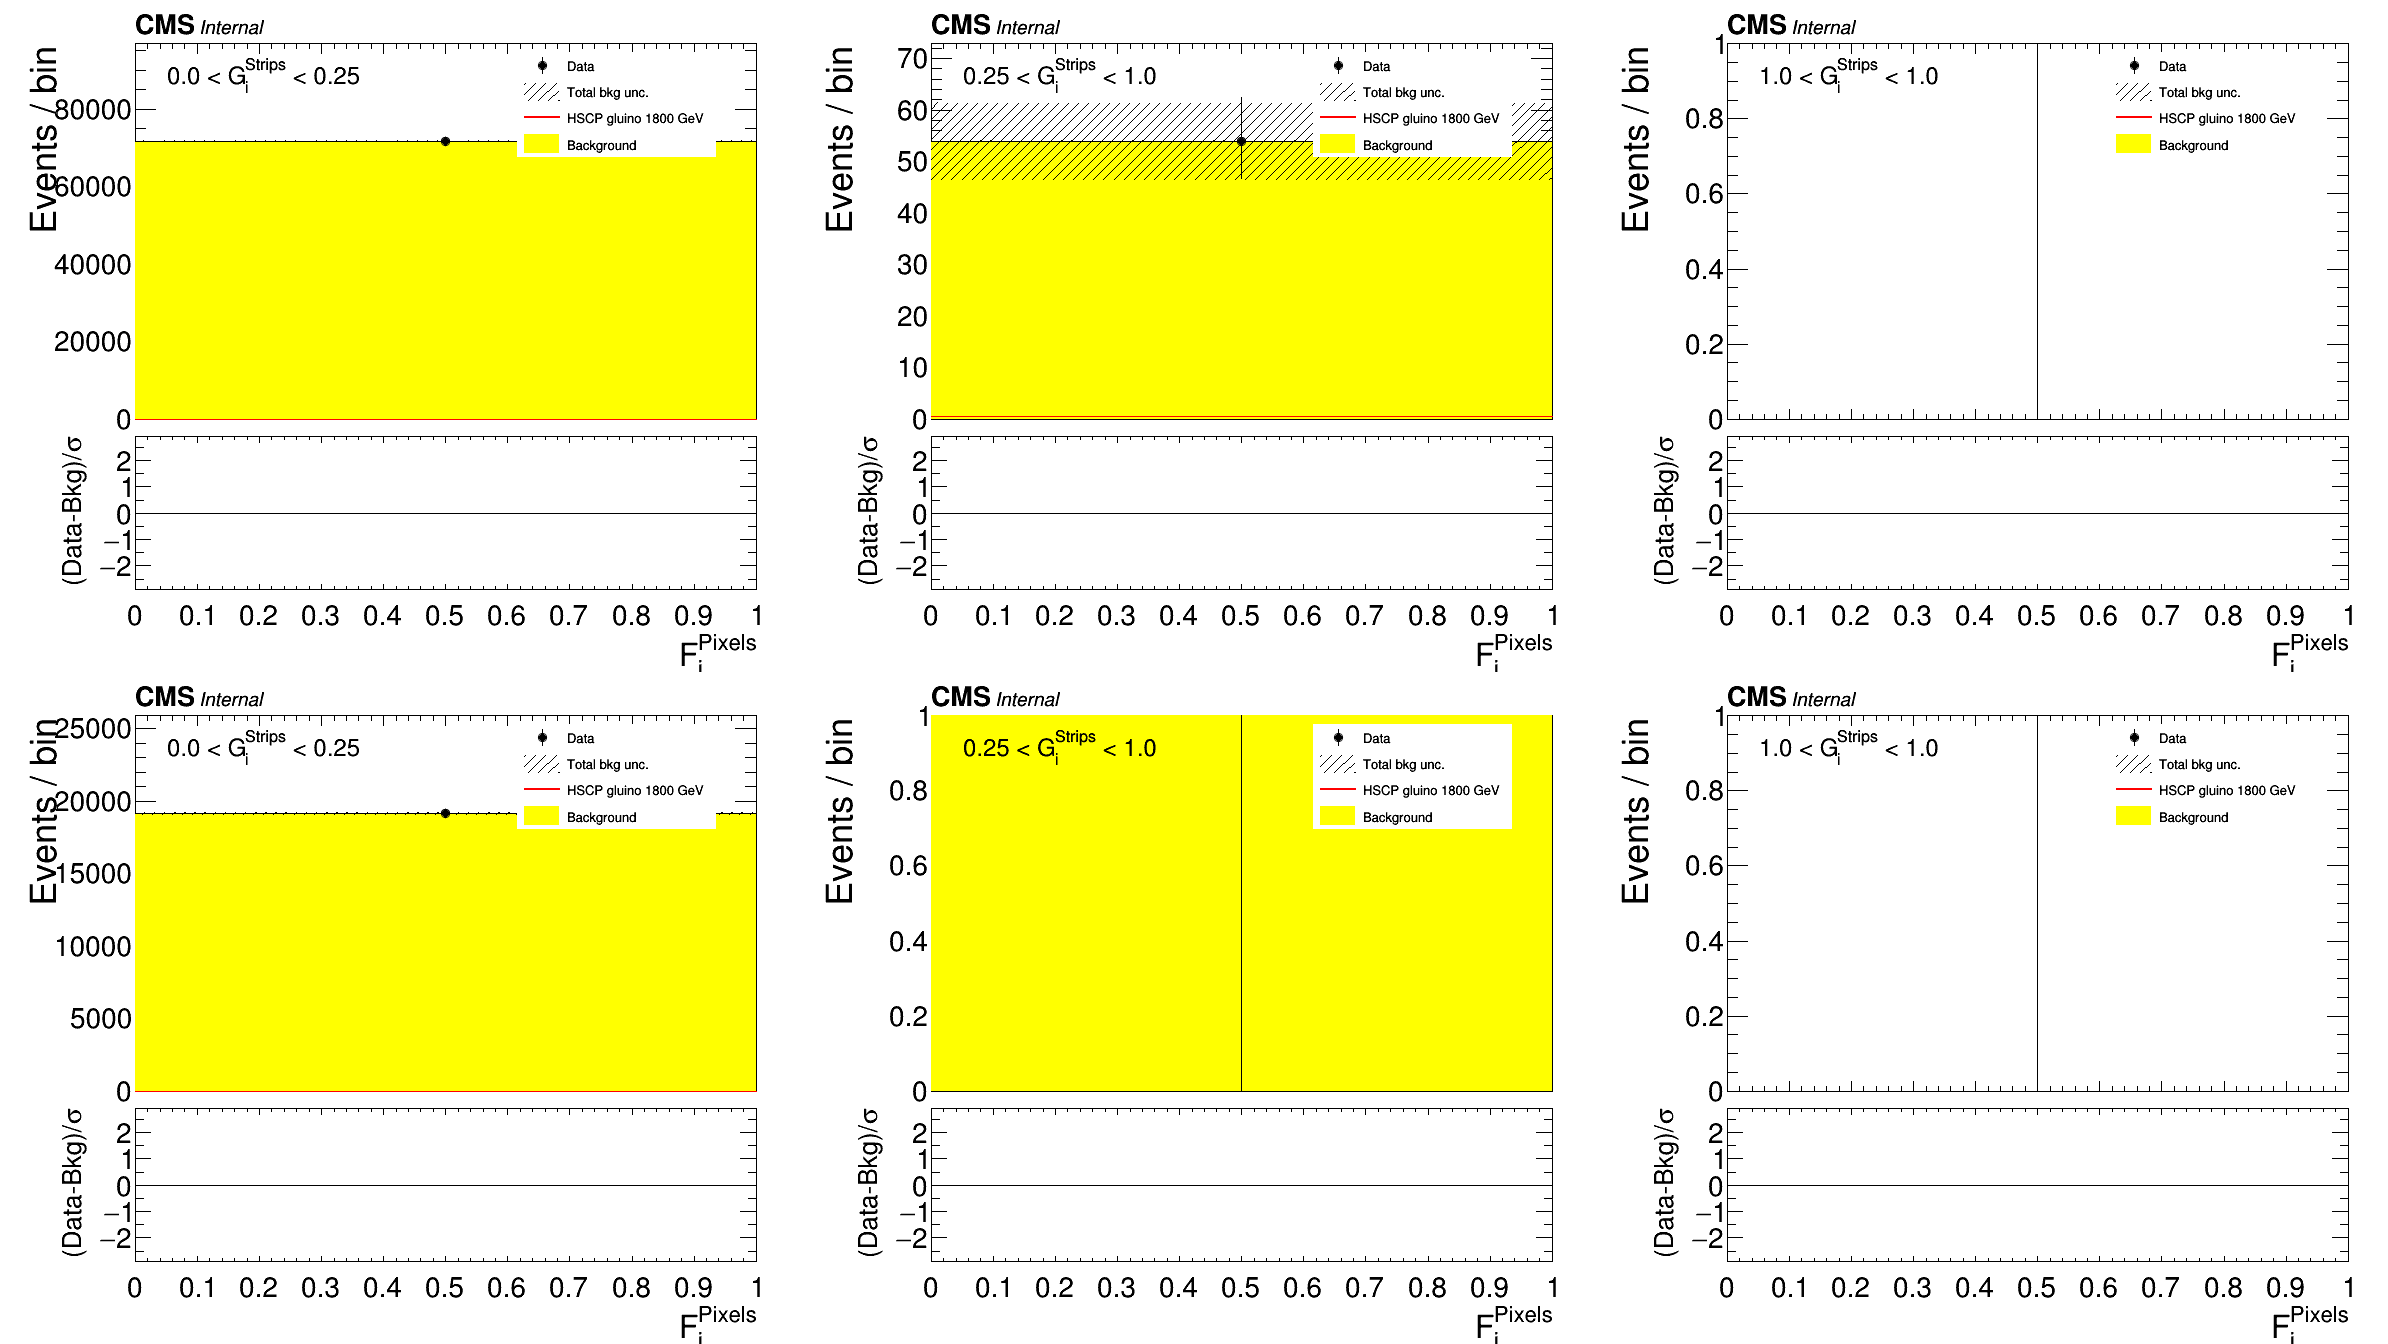 CMS Internal
Events / bin
0.0 < G_i^Strips < 0.25
Data
Total bkg unc.
HSCP gluino 1800 GeV
Background
80000
60000
40000
20000
0
(Data-Bkg)/σ
2
1
0
−1
−2
0 0.1 0.2 0.3 0.4 0.5 0.6 0.7 0.8 0.9 1
F_i^Pixels
CMS Internal
Events / bin
0.25 < G_i^Strips < 1.0
Data
Total bkg unc.
HSCP gluino 1800 GeV
Background
70
60
50
40
30
20
10
0
(Data-Bkg)/σ
2
1
0
−1
−2
0 0.1 0.2 0.3 0.4 0.5 0.6 0.7 0.8 0.9 1
F_i^Pixels
CMS Internal
Events / bin
1.0 < G_i^Strips < 1.0
Data
Total bkg unc.
HSCP gluino 1800 GeV
Background
1
0.8
0.6
0.4
0.2
0
(Data-Bkg)/σ
2
1
0
−1
−2
0 0.1 0.2 0.3 0.4 0.5 0.6 0.7 0.8 0.9 1
F_i^Pixels
CMS Internal
Events / bin
0.0 < G_i^Strips < 0.25
Data
Total bkg unc.
HSCP gluino 1800 GeV
Background
25000
20000
15000
10000
5000
0
(Data-Bkg)/σ
2
1
0
−1
−2
0 0.1 0.2 0.3 0.4 0.5 0.6 0.7 0.8 0.9 1
F_i^Pixels
CMS Internal
Events / bin
0.25 < G_i^Strips < 1.0
Data
Total bkg unc.
HSCP gluino 1800 GeV
Background
1
0.8
0.6
0.4
0.2
0
(Data-Bkg)/σ
2
1
0
−1
−2
0 0.1 0.2 0.3 0.4 0.5 0.6 0.7 0.8 0.9 1
F_i^Pixels
CMS Internal
Events / bin
1.0 < G_i^Strips < 1.0
Data
Total bkg unc.
HSCP gluino 1800 GeV
Background
1
0.8
0.6
0.4
0.2
0
(Data-Bkg)/σ
2
1
0
−1
−2
0 0.1 0.2 0.3 0.4 0.5 0.6 0.7 0.8 0.9 1
F_i^Pixels